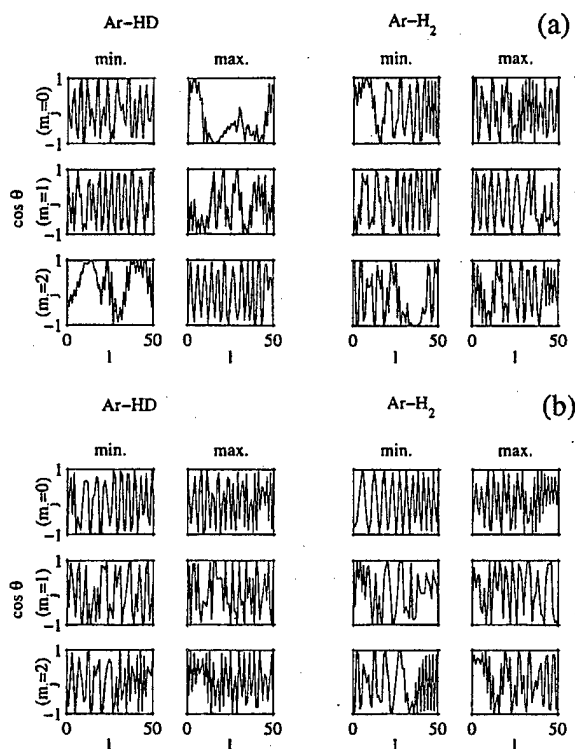 Ar-HD Ar-H2 (a)
min. max. min. max.
cos θ
(mj=0) 1 -1
(mj=1) 1 -1
(mj=2) 1 -1
0 50 0 50 0 50 0 50
l l l l
Ar-HD Ar-H2 (b)
min. max. min. max.
cos θ
(mj=0) 1 -1
(mj=1) 1 -1
(mj=2) 1 -1
0 50 0 50 0 50 0 50
l l l l